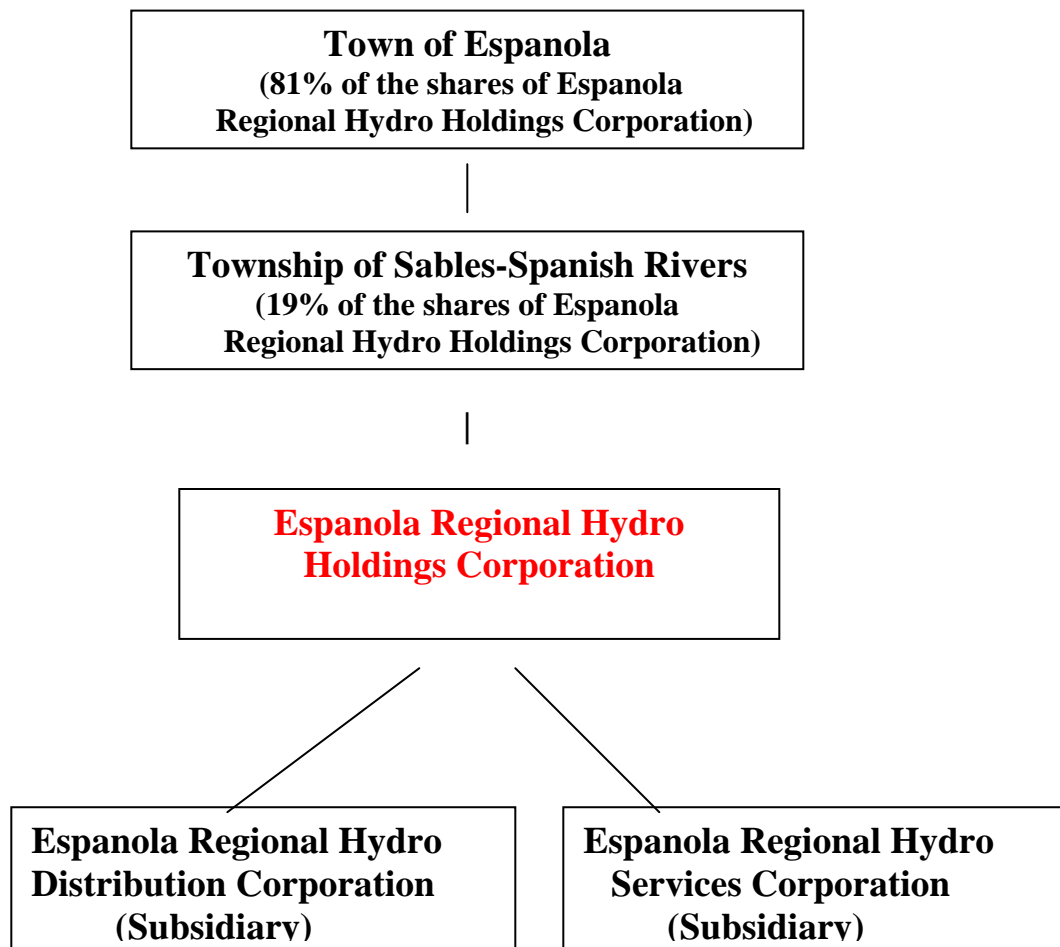 Town of Espanola
(81% of the shares of Espanola
Regional Hydro Holdings Corporation)
Township of Sables-Spanish Rivers
(19% of the shares of Espanola
Regional Hydro Holdings Corporation)
Espanola Regional Hydro
Holdings Corporation
Espanola Regional Hydro
Distribution Corporation
(Subsidiary)
Espanola Regional Hydro
Services Corporation
(Subsidiary)